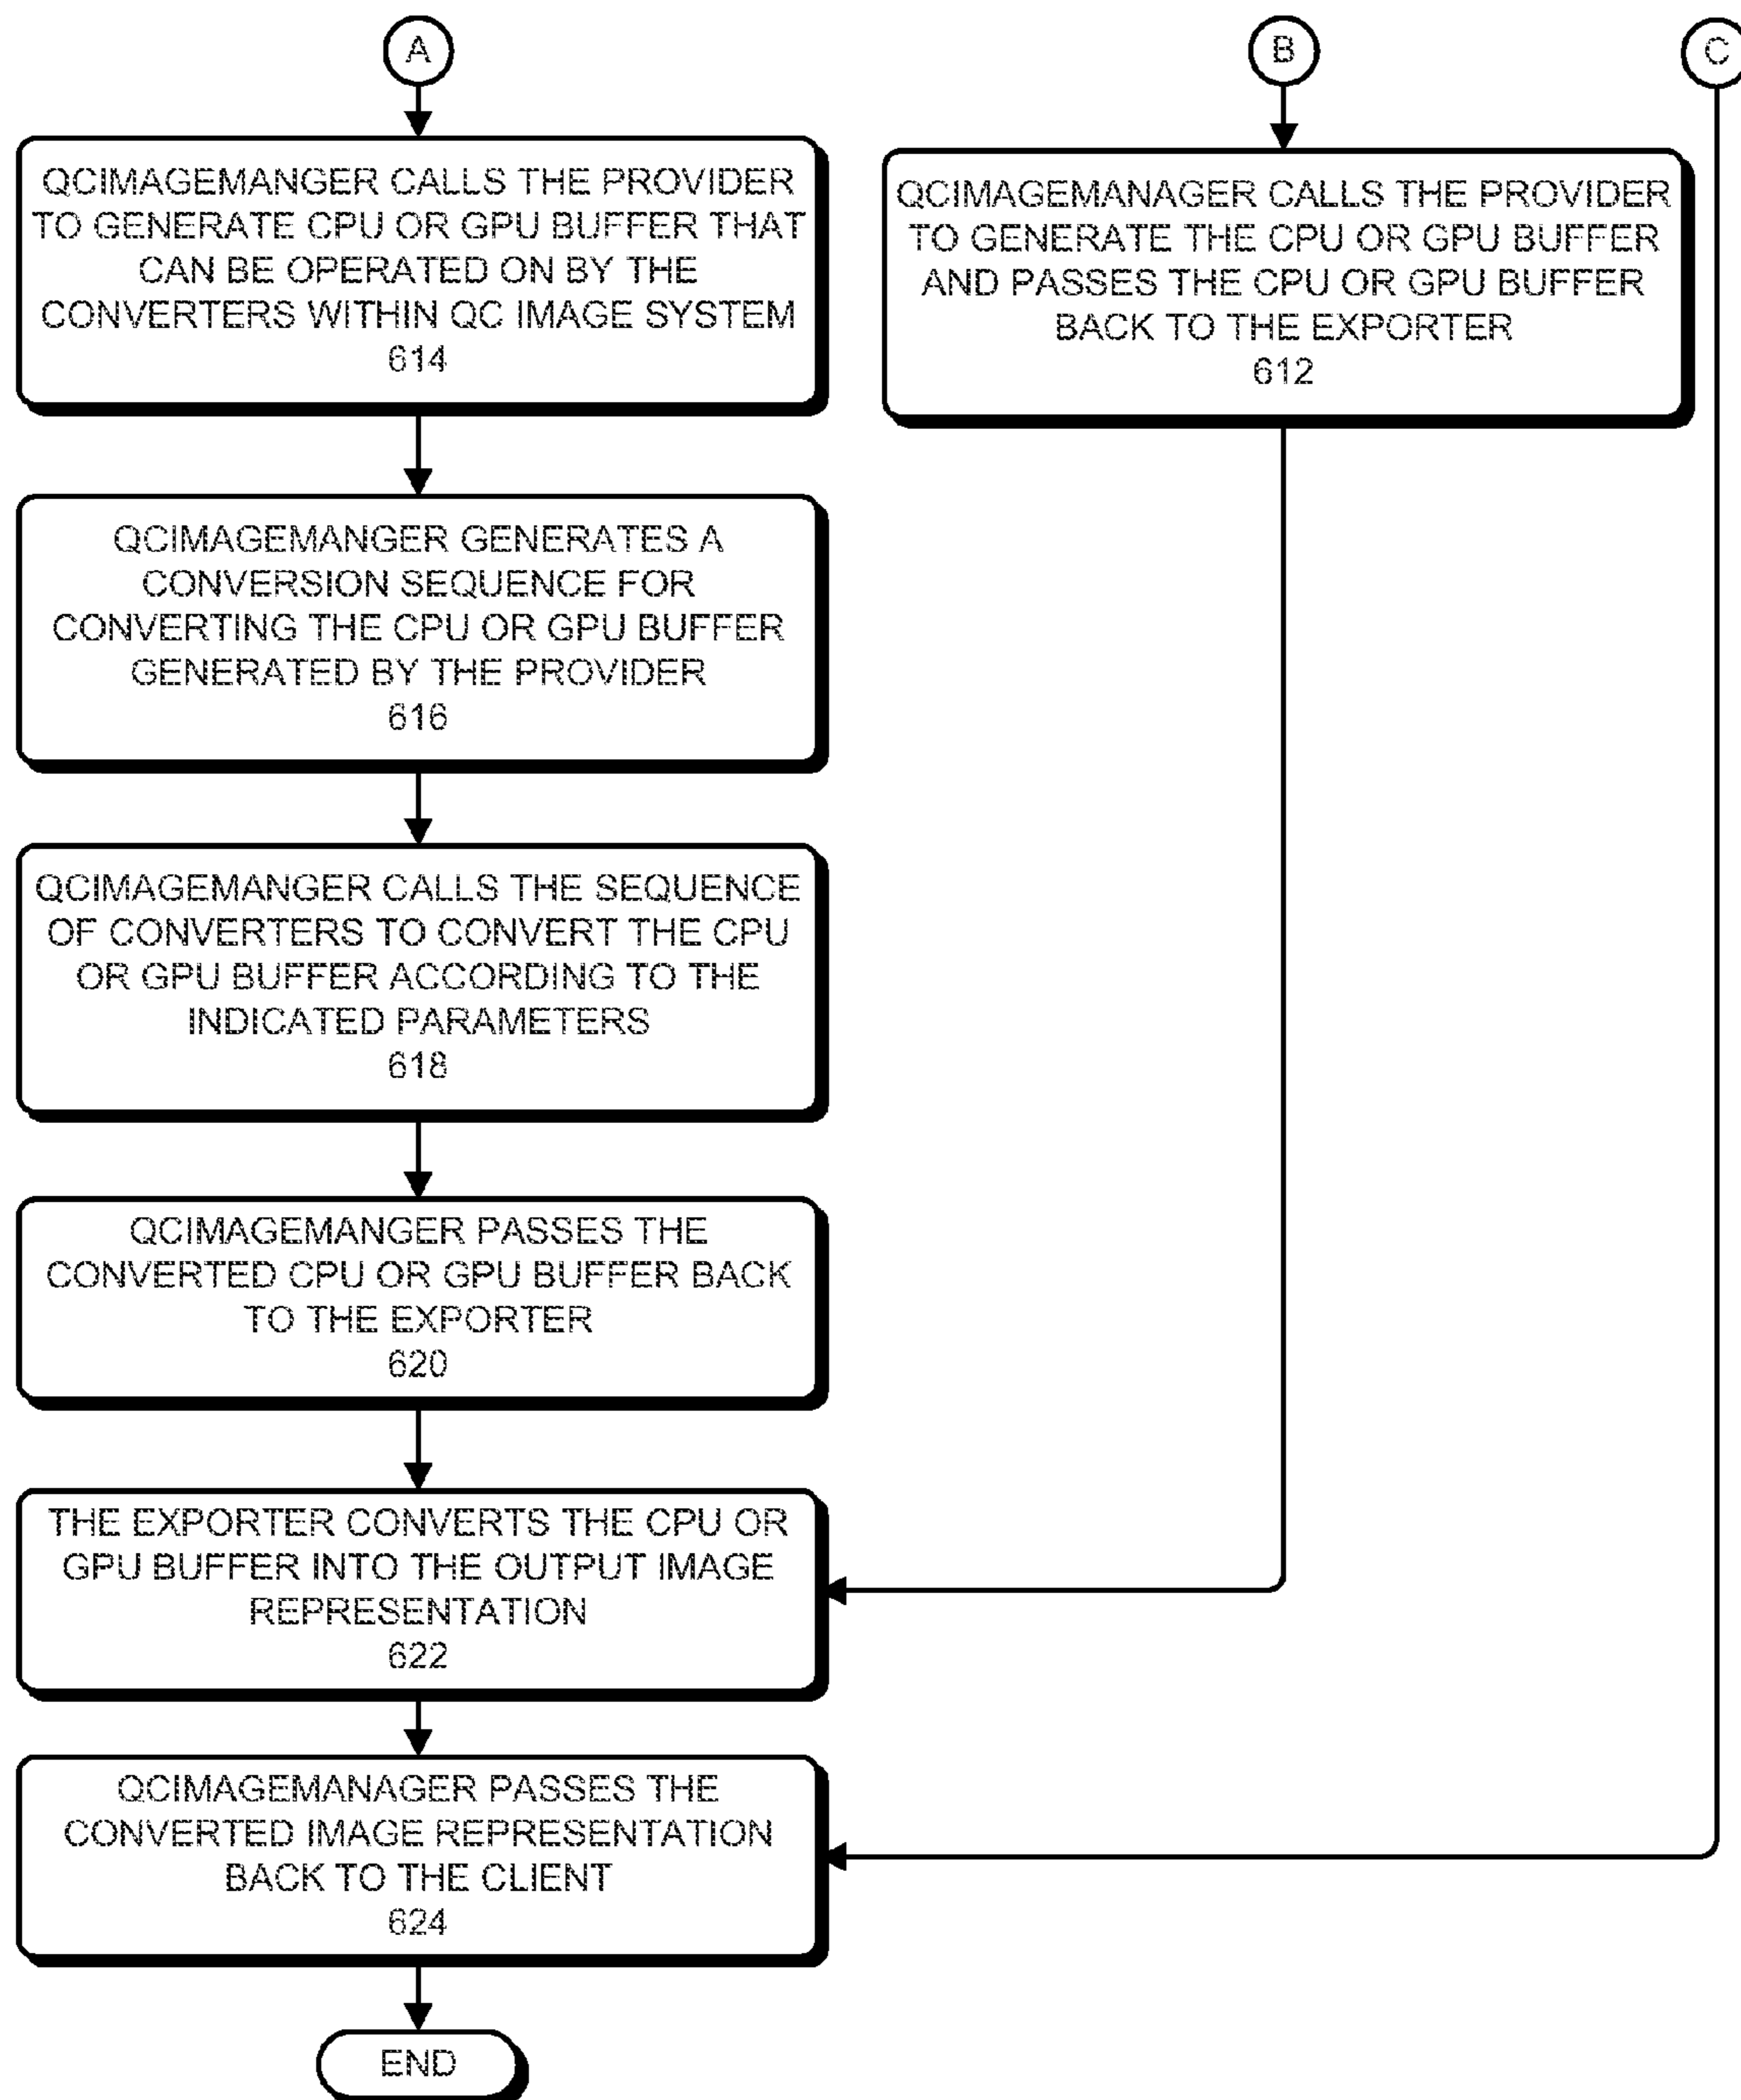 A
B
C
QCIMAGEMANGER CALLS THE PROVIDER
TO GENERATE CPU OR GPU BUFFER THAT
CAN BE OPERATED ON BY THE
CONVERTERS WITHIN QC IMAGE SYSTEM
614
QCIMAGEMANAGER CALLS THE PROVIDER
TO GENERATE THE CPU OR GPU BUFFER
AND PASSES THE CPU OR GPU BUFFER
BACK TO THE EXPORTER
612
QCIMAGEMANGER GENERATES A
CONVERSION SEQUENCE FOR
CONVERTING THE CPU OR GPU BUFFER
GENERATED BY THE PROVIDER
616
QCIMAGEMANGER CALLS THE SEQUENCE
OF CONVERTERS TO CONVERT THE CPU
OR GPU BUFFER ACCORDING TO THE
INDICATED PARAMETERS
618
QCIMAGEMANGER PASSES THE
CONVERTED CPU OR GPU BUFFER BACK
TO THE EXPORTER
620
THE EXPORTER CONVERTS THE CPU OR
GPU BUFFER INTO THE OUTPUT IMAGE
REPRESENTATION
622
QCIMAGEMANAGER PASSES THE
CONVERTED IMAGE REPRESENTATION
BACK TO THE CLIENT
624
END